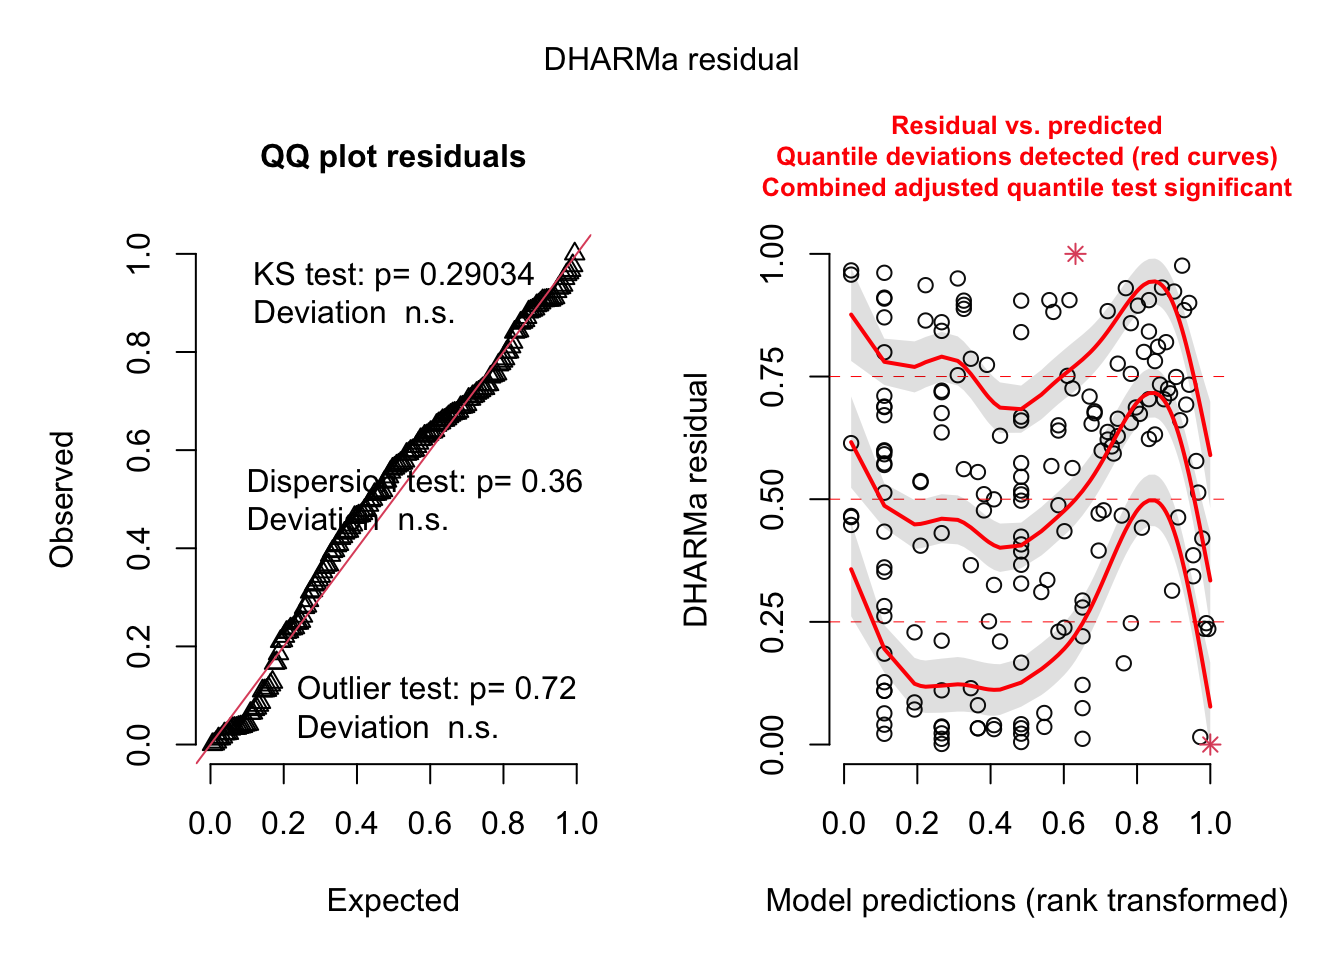 DHARMa residual
QQ plot residuals
KS test: p= 0.29034
Deviation  n.s.
Dispersion test: p= 0.36
Deviation  n.s.
Outlier test: p= 0.72
Deviation  n.s.
Observed
0.0 0.2 0.4 0.6 0.8 1.0
0.0 0.2 0.4 0.6 0.8 1.0
Expected
Residual vs. predicted
Quantile deviations detected (red curves)
Combined adjusted quantile test significant
DHARMa residual
0.00 0.25 0.50 0.75 1.00
0.0 0.2 0.4 0.6 0.8 1.0
Model predictions (rank transformed)